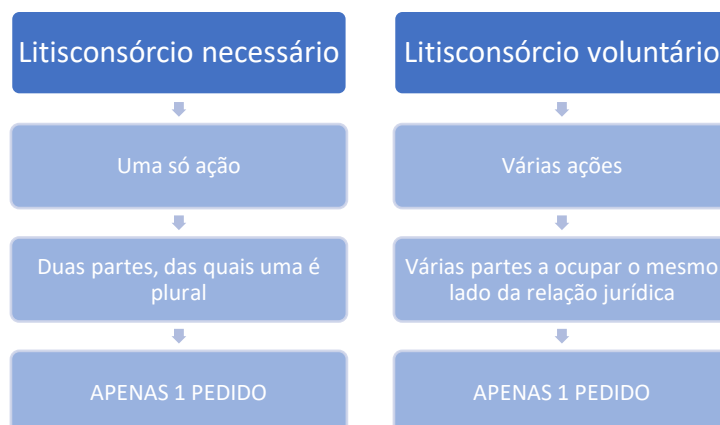 Litisconsórcio necessário
Uma só ação
Duas partes, das quais uma é
plural
APENAS 1 PEDIDO
Litisconsórcio voluntário
Várias ações
Várias partes a ocupar o mesmo
lado da relação jurídica
APENAS 1 PEDIDO